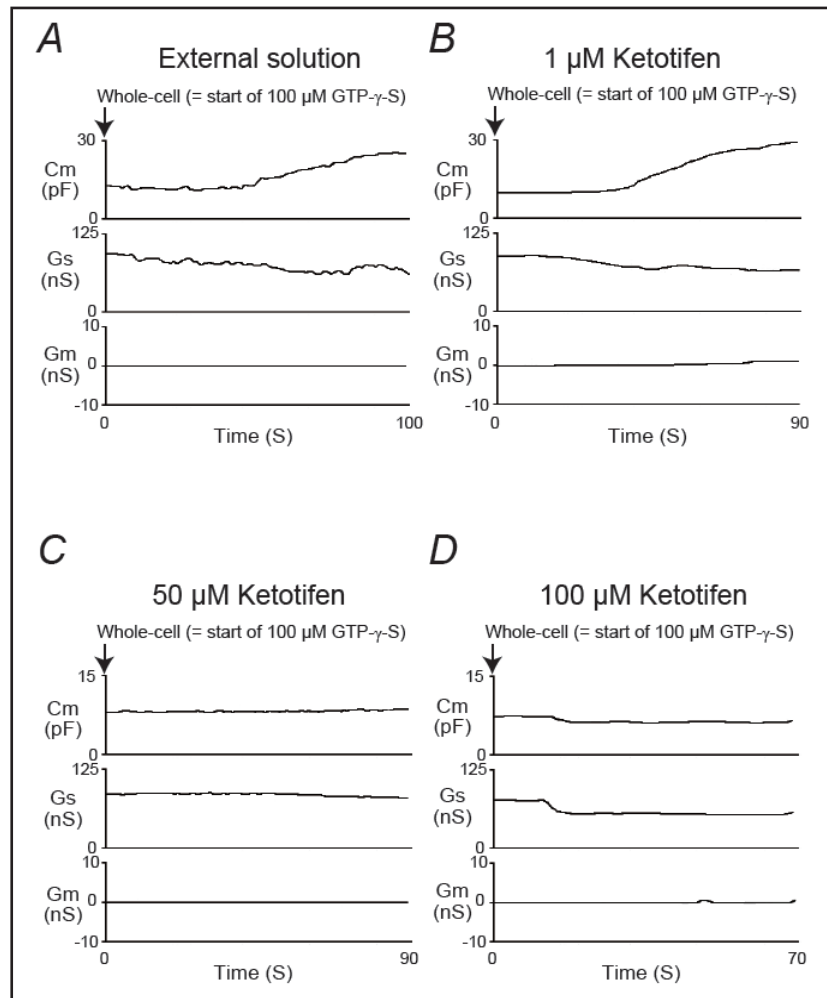 A
External solution
Whole-cell (= start of 100 µM GTP-γ-S)
30
Cm
(pF)
0
125
Gs
(nS)
0
10
Gm
0
(nS)
-10
0
100
Time (S)
B
1 µM Ketotifen
Whole-cell (= start of 100 µM GTP-γ-S)
30
Cm
(pF)
0
125
Gs
(nS)
0
10
Gm
0
(nS)
-10
0
90
Time (S)
C
50 µM Ketotifen
Whole-cell (= start of 100 µM GTP-γ-S)
15
Cm
(pF)
0
125
Gs
(nS)
0
10
Gm
0
(nS)
-10
0
90
Time (S)
D
100 µM Ketotifen
Whole-cell (= start of 100 µM GTP-γ-S)
15
Cm
(pF)
0
125
Gs
(nS)
0
10
Gm
0
(nS)
-10
0
70
Time (S)